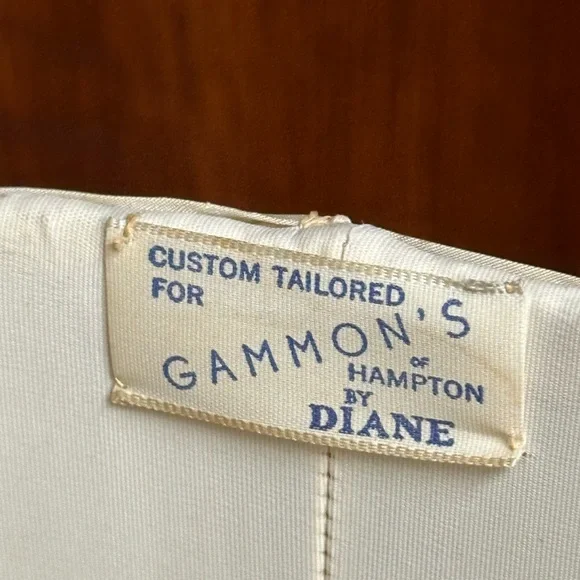 CUSTOM TAILORED
FOR
GAMMON'S
OF
HAMPTON
BY
DIANE